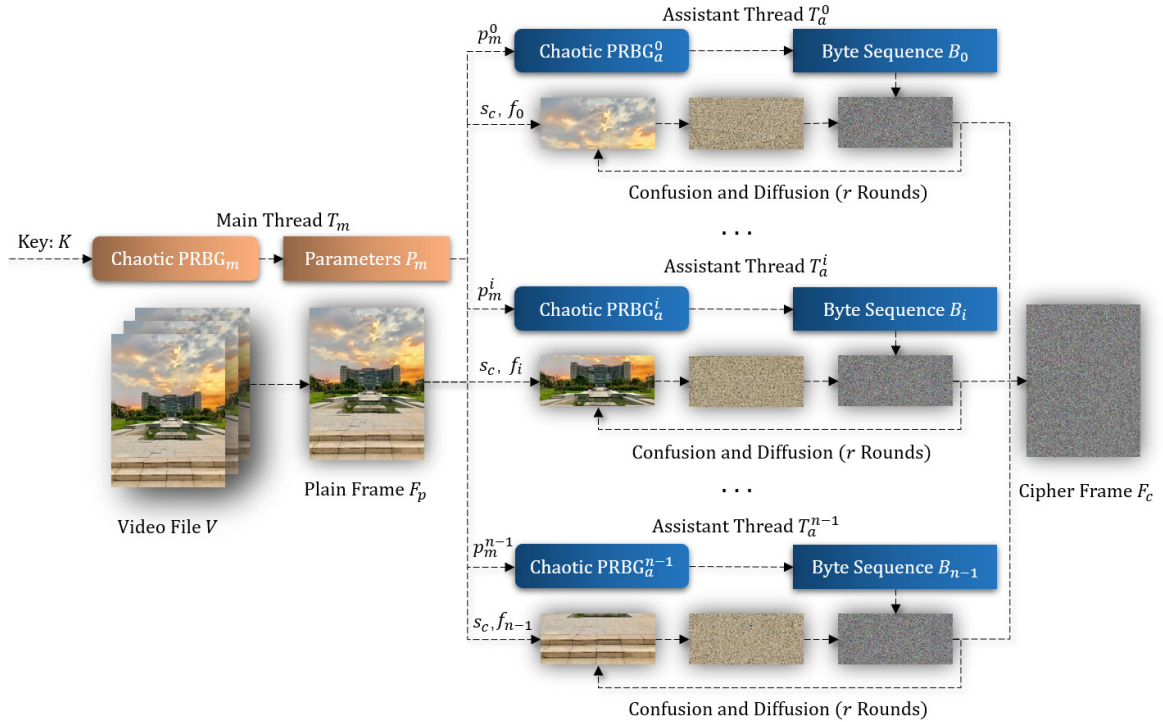 Assistant Thread $T_a^0$
$p_m^0$
Chaotic PRBG$_a^0$
Byte Sequence $B_0$
$s_c, f_0$
Confusion and Diffusion ($r$ Rounds)
. . .
Main Thread $T_m$
Key: $K$
Chaotic PRBG$_m$
Parameters $P_m$
Assistant Thread $T_a^i$
$p_m^i$
Chaotic PRBG$_a^i$
Byte Sequence $B_i$
$s_c, f_i$
Confusion and Diffusion ($r$ Rounds)
. . .
Plain Frame $F_p$
Cipher Frame $F_c$
Video File $V$
Assistant Thread $T_a^{n-1}$
$p_m^{n-1}$
Chaotic PRBG$_a^{n-1}$
Byte Sequence $B_{n-1}$
$s_c, f_{n-1}$
Confusion and Diffusion ($r$ Rounds)